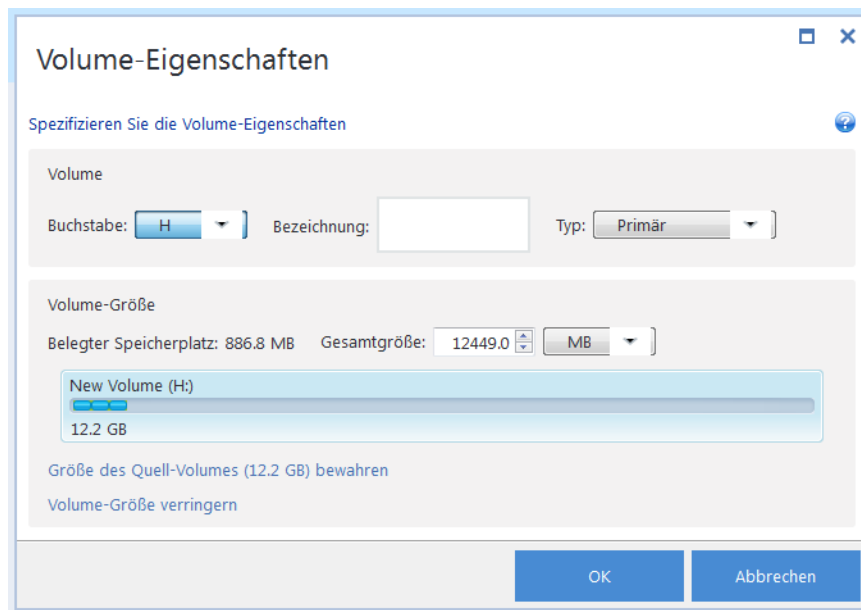 Volume-Eigenschaften
Spezifizieren Sie die Volume-Eigenschaften
?
Volume
Buchstabe: H Bezeichnung: Typ: Primär
Volume-Größe
Belegter Speicherplatz: 886.8 MB Gesamtgröße: 12449.0 MB
New Volume (H:)
12.2 GB
Größe des Quell-Volumes (12.2 GB) bewahren
Volume-Größe verringern
OK Abbrechen